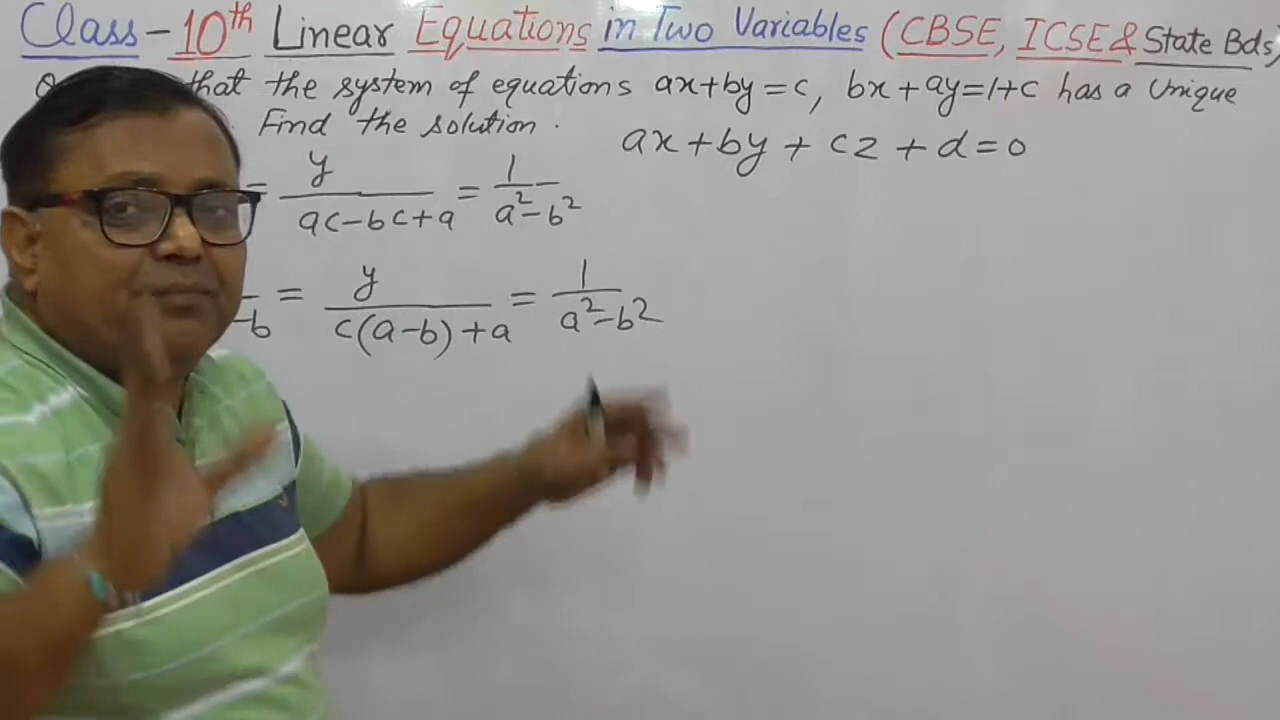 Class-10th Linear Equations in Two Variables (CBSE, ICSE & State Bds,
that the system of equations ax+by=c, bx+ay=1+c has a Unique
Find the solution.
ax+by+cz+d=0
= y/(ac-bc+a) = 1/(a²-b²)
-b = y/(c(a-b)+a) = 1/(a²-b²)